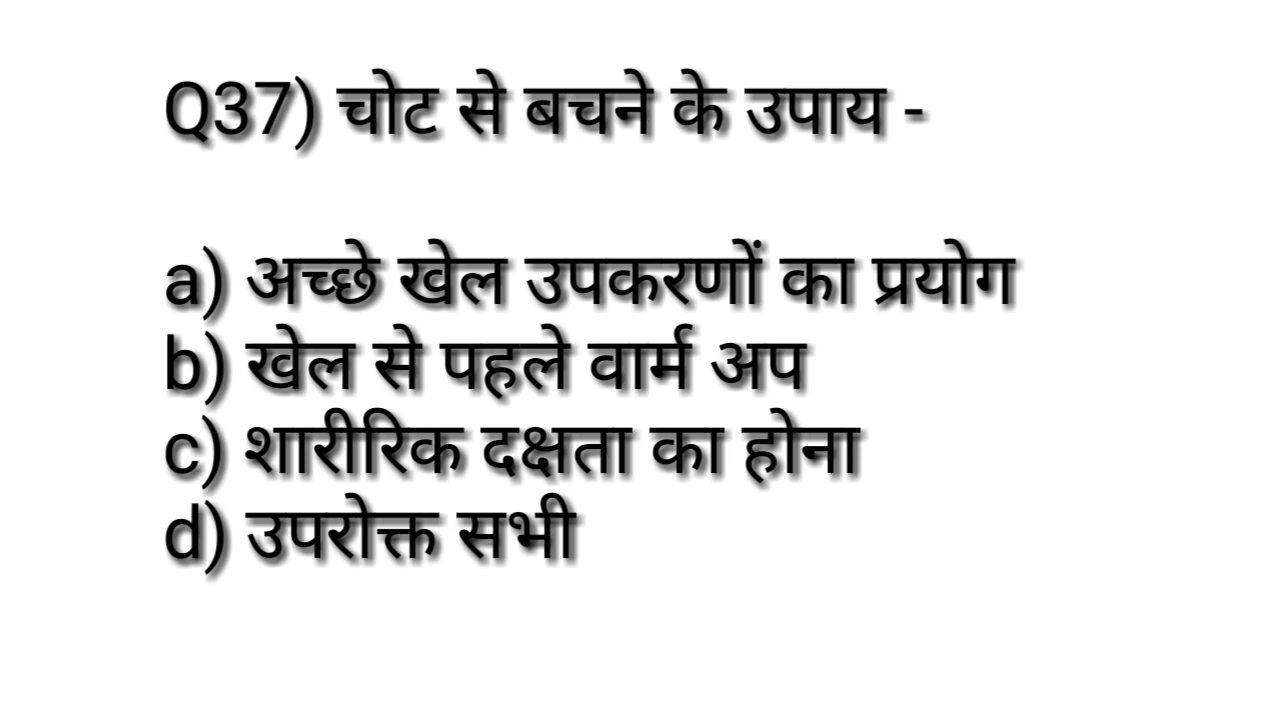 Q37) चोट से बचने के उपाय -
a) अच्छे खेल उपकरणों का प्रयोग
b) खेल से पहले वार्म अप
c) शारीरिक दक्षता का होना
d) उपरोक्त सभी